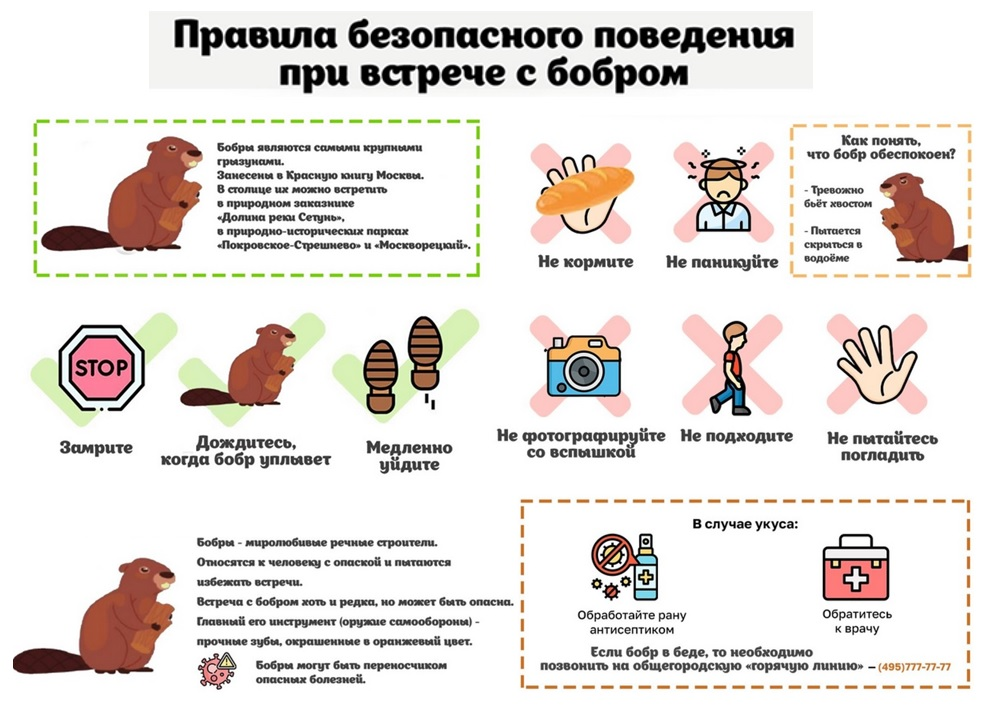 Правила безопасного поведения
при встрече с бобром
Бобры являются самыми крупными
грызунами.
Занесены в Красную книгу Москвы.
В столице их можно встретить
в природном заказнике
«Долина реки Сетунь»,
в природно-исторических парках
«Покровское-Стрешнево» и «Москворецкий».
Не кормите
Не паникуйте
Как понять,
что бобр обеспокоен?
- Тревожно
бьёт хвостом
- Пытается
скрыться в
водоёме
STOP
Замрите
Дождитесь,
когда бобр уплывет
Медленно
уйдите
Не фотографируйте
со вспышкой
Не подходите
Не пытайтесь
погладить
Бобры - миролюбивые речные строители.
Относятся к человеку с опаской и пытаются
избежать встречи.
Встреча с бобром хоть и редка, но может быть опасна.
Главный его инструмент (оружие самообороны) -
прочные зубы, окрашенные в оранжевый цвет.
Бобры могут быть переносчиком
опасных болезней.
В случае укуса:
Обработайте рану
антисептиком
Обратитесь
к врачу
Если бобр в беде, то необходимо
позвонить на общегородскую «горячую линию» – (495)777-77-77